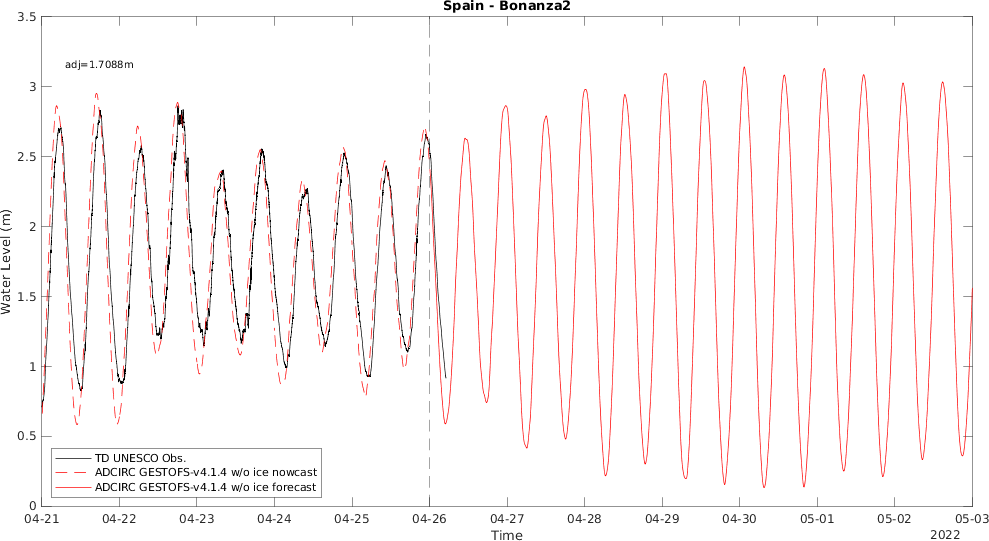 Spain - Bonanza2
adj=1.7088m
3.5
3
2.5
2
1.5
1
0.5
0
Water Level (m)
TD UNESCO Obs.
ADCIRC GESTOFS-v4.1.4 w/o ice nowcast
ADCIRC GESTOFS-v4.1.4 w/o ice forecast
04-21 04-22 04-23 04-24 04-25 04-26 04-27 04-28 04-29 04-30 05-01 05-02 05-03
Time
2022